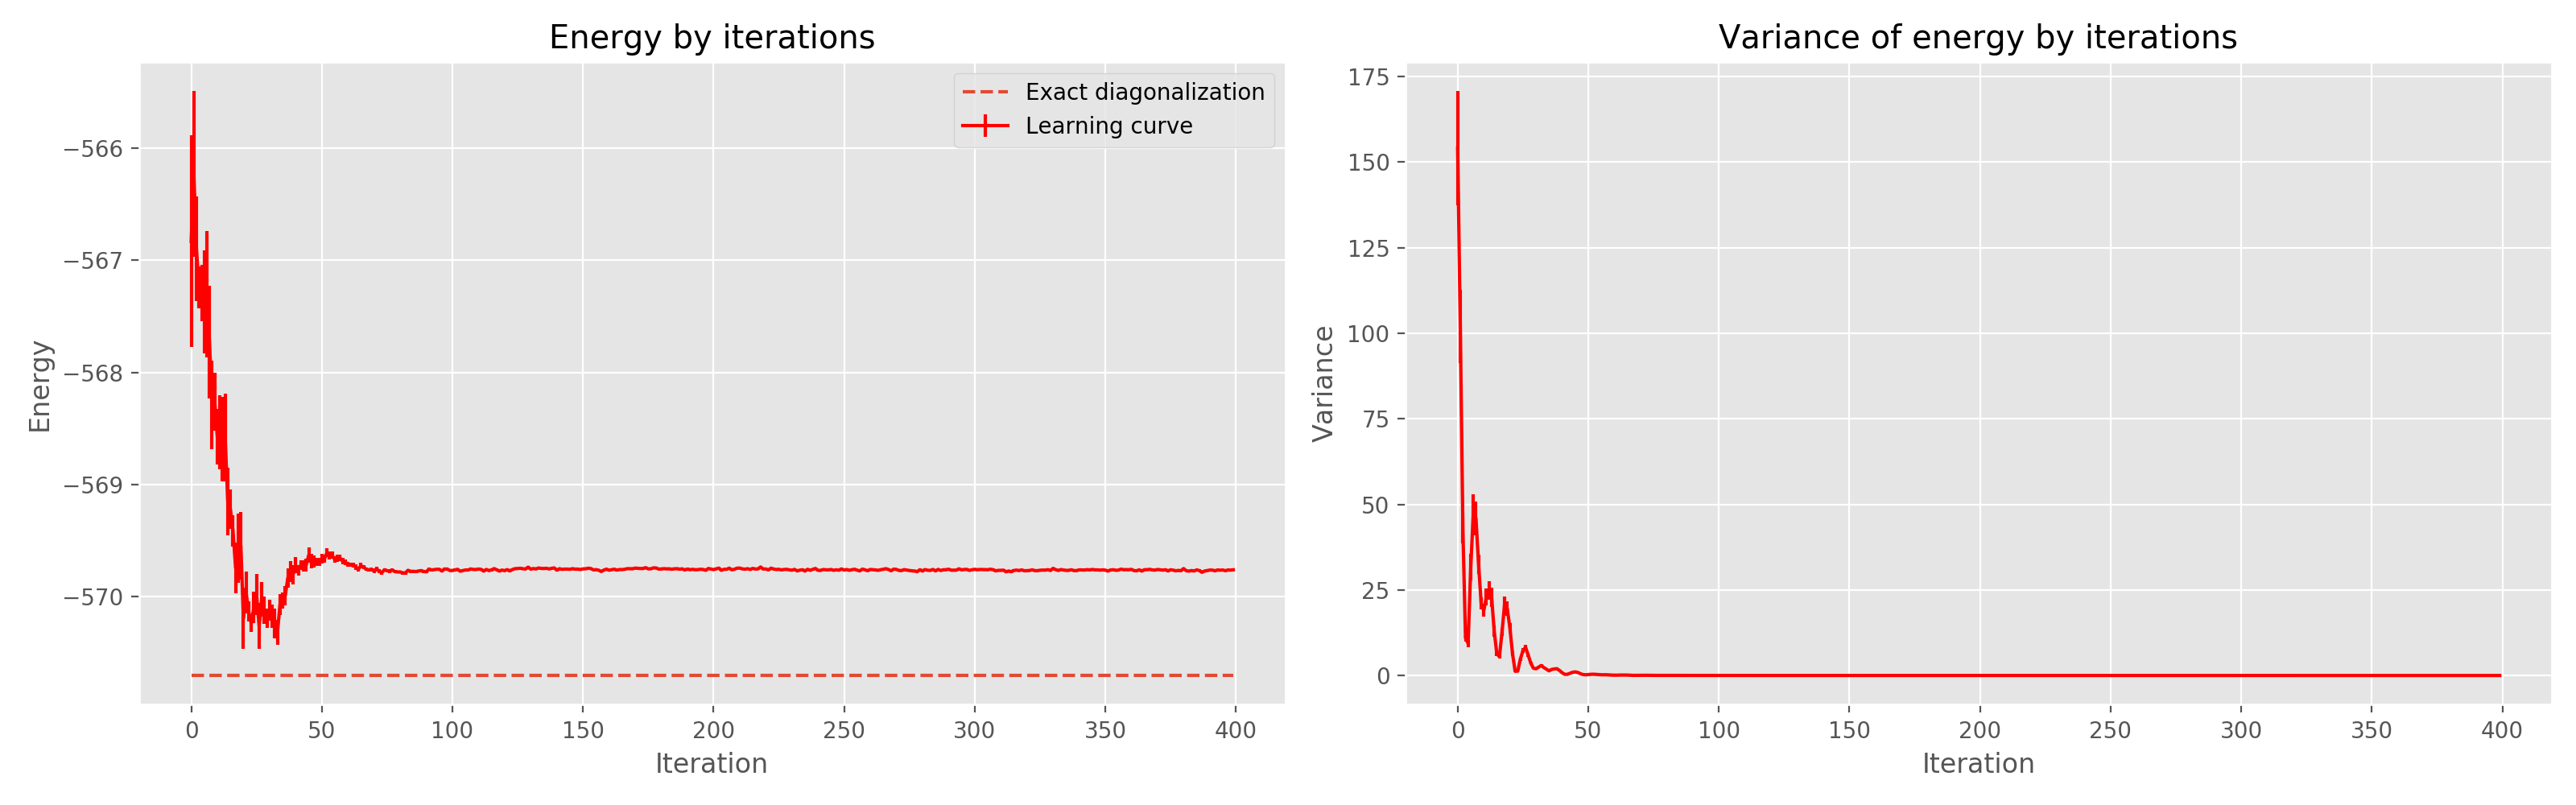 Energy by iterations
Exact diagonalization
Learning curve
−566
−567
−568
−569
−570
Energy
0 50 100 150 200 250 300 350 400
Iteration
Variance of energy by iterations
175
150
125
100
75
50
25
0
Variance
0 50 100 150 200 250 300 350 400
Iteration